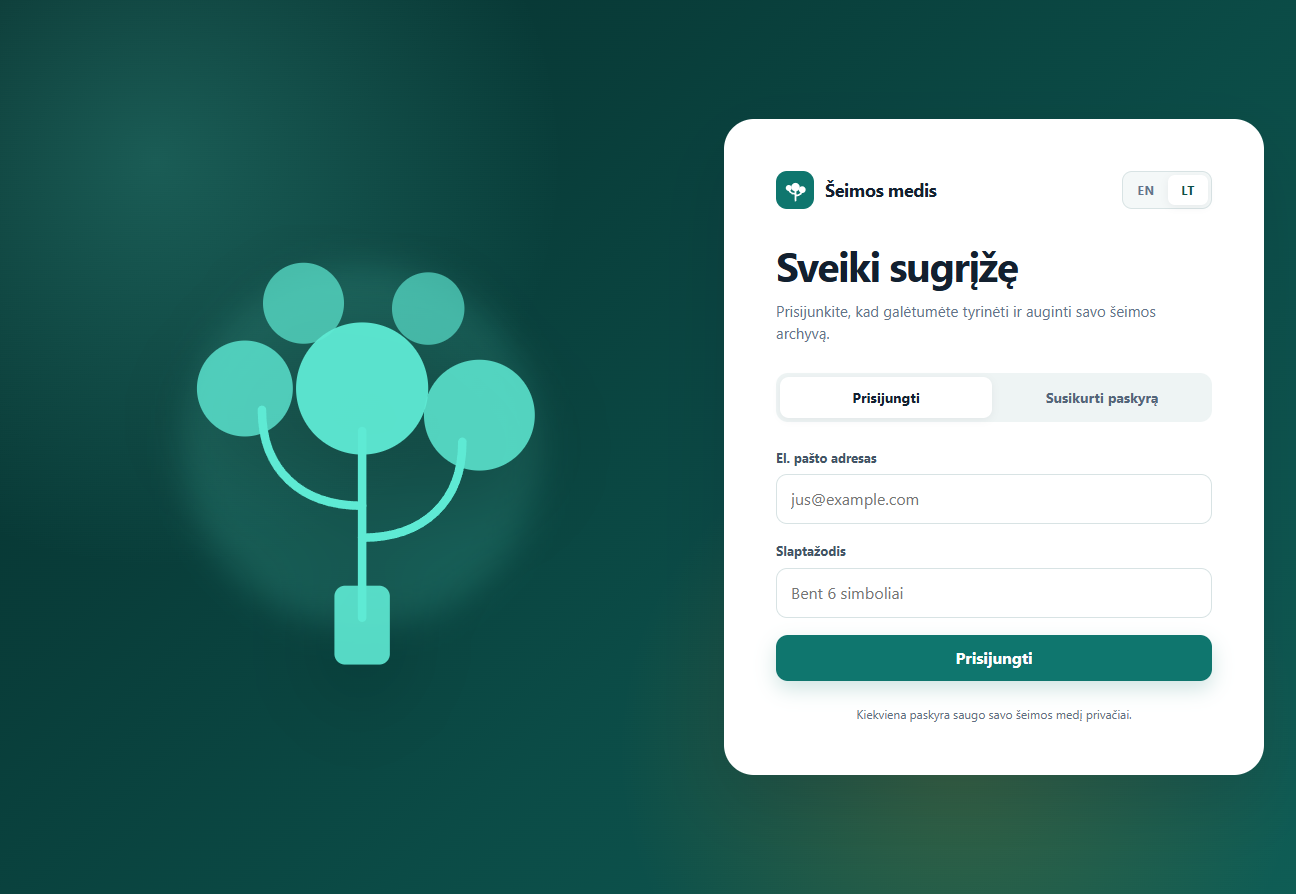 Šeimos medis
EN
LT
Sveiki sugrįžę
Prisijunkite, kad galėtumėte tyrinėti ir auginti savo šeimos
archyvą.
Prisijungti
Susikurti paskyrą
El. pašto adresas
jus@example.com
Slaptažodis
Bent 6 simboliai
Prisijungti
Kiekviena paskyra saugo savo šeimos medį privačiai.